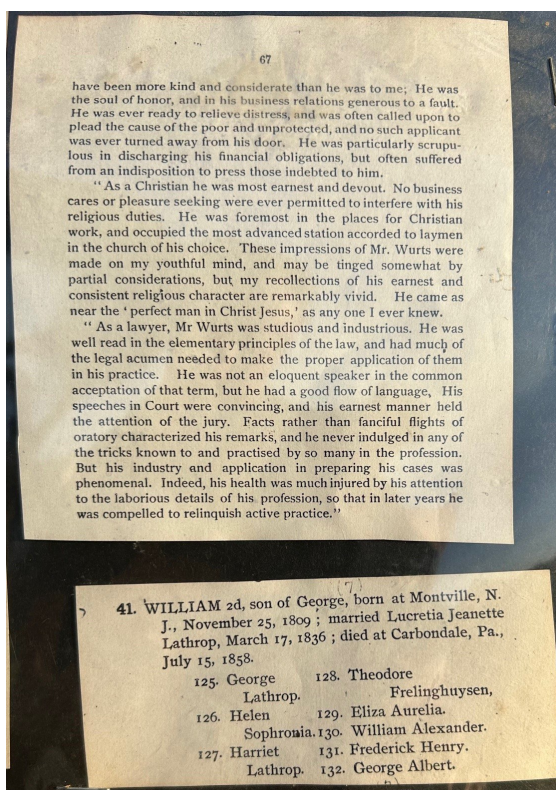 67
have been more kind and considerate than he was to me; He was
the soul of honor, and in his business relations generous to a fault.
He was ever ready to relieve distress, and was often called upon to
plead the cause of the poor and unprotected, and no such applicant
was ever turned away from his door. He was particularly scrupu-
lous in discharging his financial obligations, but often suffered
from an indisposition to press those indebted to him.
"As a Christian he was most earnest and devout. No business
cares or pleasure seeking were ever permitted to interfere with his
religious duties. He was foremost in the places for Christian
work, and occupied the most advanced station accorded to laymen
in the church of his choice. These impressions of Mr. Wurts were
made on my youthful mind, and may be tinged somewhat by
partial considerations, but my recollections of his earnest and
consistent religious character are remarkably vivid. He came as
near the 'perfect man in Christ Jesus,' as any one I ever knew.
"As a lawyer, Mr Wurts was studious and industrious. He was
well read in the elementary principles of the law, and had much of
the legal acumen needed to make the proper application of them
in his practice. He was not an eloquent speaker in the common
acceptation of that term, but he had a good flow of language, His
speeches in Court were convincing, and his earnest manner held
the attention of the jury. Facts rather than fanciful flights of
oratory characterized his remarks, and he never indulged in any of
the tricks known to and practised by so many in the profession.
But his industry and application in preparing his cases was
phenomenal. Indeed, his health was much injured by his attention
to the laborious details of his profession, so that in later years he
was compelled to relinquish active practice."
(7)
41. WILLIAM 2d, son of George, born at Montville, N.
J., November 25, 1809; married Lucretia Jeanette
Lathrop, March 17, 1836; died at Carbondale, Pa.,
July 15, 1858.
125. George 128. Theodore
Lathrop. Frelinghuysen,
126. Helen 129. Eliza Aurelia.
Sophronia. 130. William Alexander.
127. Harriet 131. Frederick Henry.
Lathrop. 132. George Albert.